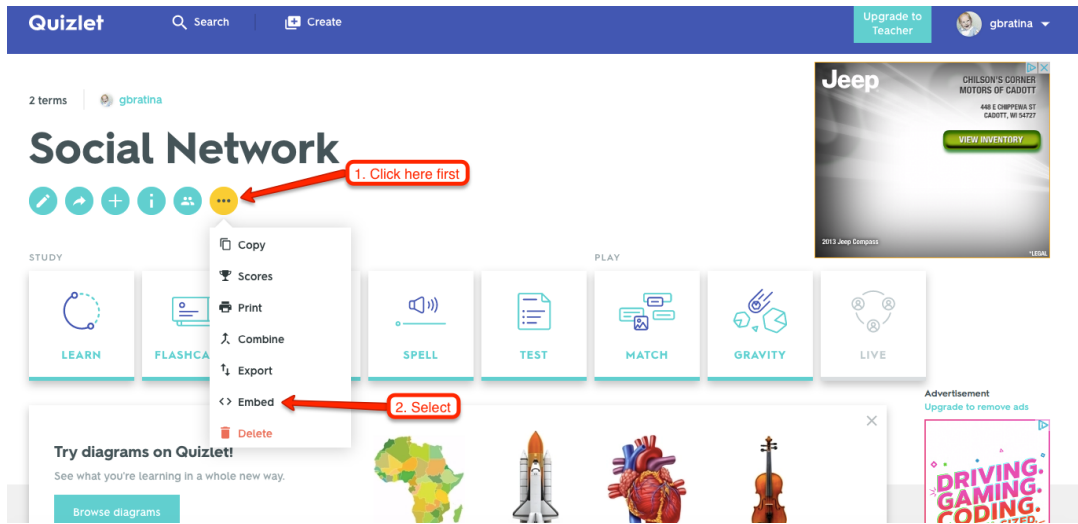 Quizlet
Search
Create
Upgrade to
Teacher
gbratina
2 terms
gbratina
Social Network
1. Click here first
Jeep
CHILSON'S CORNER
MOTORS OF CADOTT
448 E CHIPPEWA ST
CADOTT, WI 54727
VIEW INVENTORY
2013 Jeep Compass
*LEGAL
Copy
Scores
Print
Combine
Export
Embed
Delete
2. Select
STUDY
PLAY
LEARN
FLASHCA
SPELL
TEST
MATCH
GRAVITY
LIVE
Try diagrams on Quizlet!
See what you're learning in a whole new way.
Browse diagrams
Advertisement
Upgrade to remove ads
DRIVING.
GAMING.
CODING.